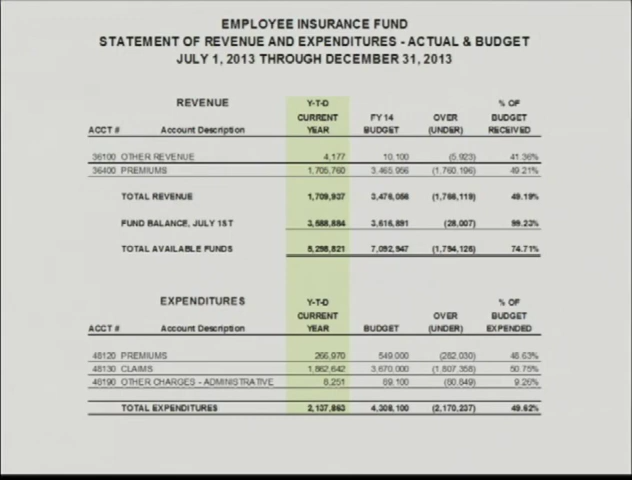 EMPLOYEE INSURANCE FUND
STATEMENT OF REVENUE AND EXPENDITURES - ACTUAL & BUDGET
JULY 1, 2013 THROUGH DECEMBER 31, 2013
REVENUE Y-T-D % OF
CURRENT FY 14 OVER BUDGET
ACCT # Account Description YEAR BUDGET (UNDER) RECEIVED
36100 OTHER REVENUE 4,177 10,100 (5,923) 41.36%
36400 PREMIUMS 1,705,760 3,465,956 (1,760,196) 49.21%
TOTAL REVENUE 1,709,937 3,476,056 (1,766,119) 49.19%
FUND BALANCE, JULY 1ST 3,588,884 3,616,891 (28,007) 99.23%
TOTAL AVAILABLE FUNDS 5,298,821 7,092,947 (1,794,126) 74.71%
EXPENDITURES Y-T-D % OF
CURRENT OVER BUDGET
ACCT # Account Description YEAR BUDGET (UNDER) EXPENDED
48120 PREMIUMS 266,970 549,000 (282,030) 48.63%
48130 CLAIMS 1,862,642 3,670,000 (1,807,358) 50.75%
48190 OTHER CHARGES - ADMINISTRATIVE 8,251 89,100 (80,849) 9.26%
TOTAL EXPENDITURES 2,137,863 4,308,100 (2,170,237) 49.62%